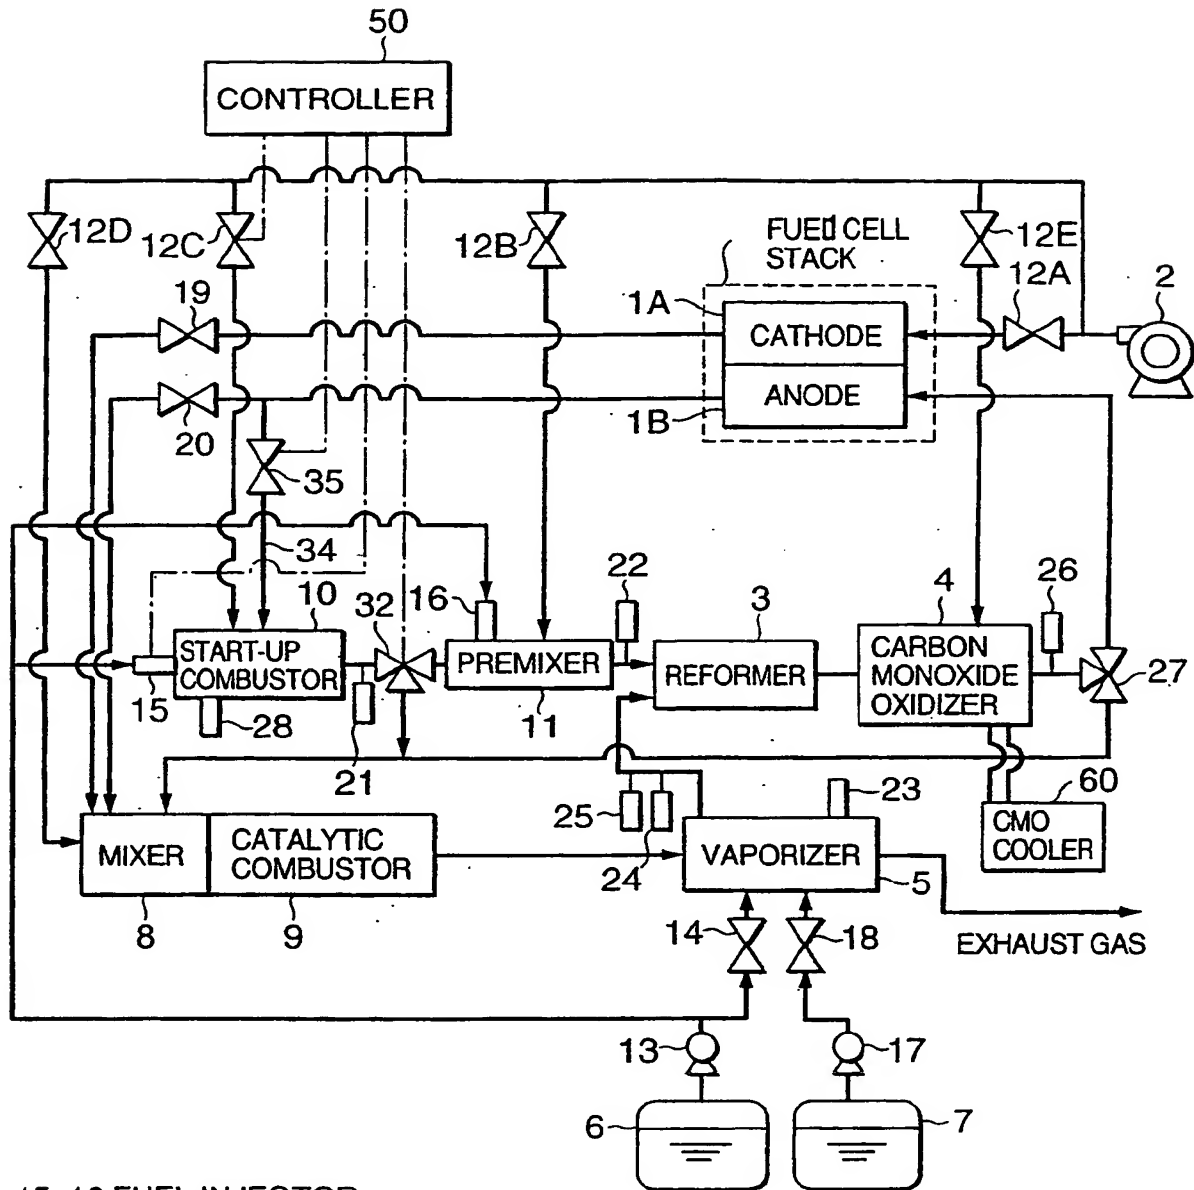 50
CONTROLLER
12D
12C
12B
FUEL CELL
STACK
12E
12A
2
19
1A
CATHODE
ANODE
1B
20
35
34
10
32
16
22
3
4
26
START-UP
COMBUSTOR
PREMIXER
REFORMER
CARBON
MONOXIDE
OXIDIZER
27
15
28
21
11
25
24
23
60
CMO
COOLER
MIXER
CATALYTIC
COMBUSTOR
VAPORIZER
5
8
9
14
18
EXHAUST GAS
13
17
6
7